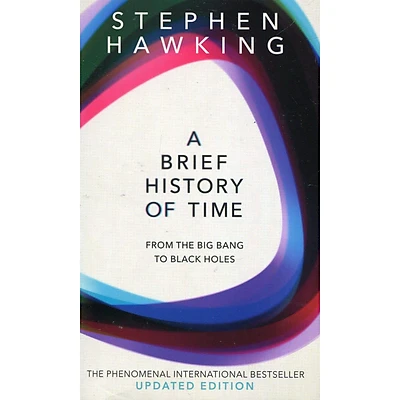 STEPHEN
HAWKING
A
BRIEF
HISTORY
OF TIME
FROM THE BIG BANG
TO BLACK HOLES
THE PHENOMENAL INTERNATIONAL BESTSELLER
UPDATED EDITION